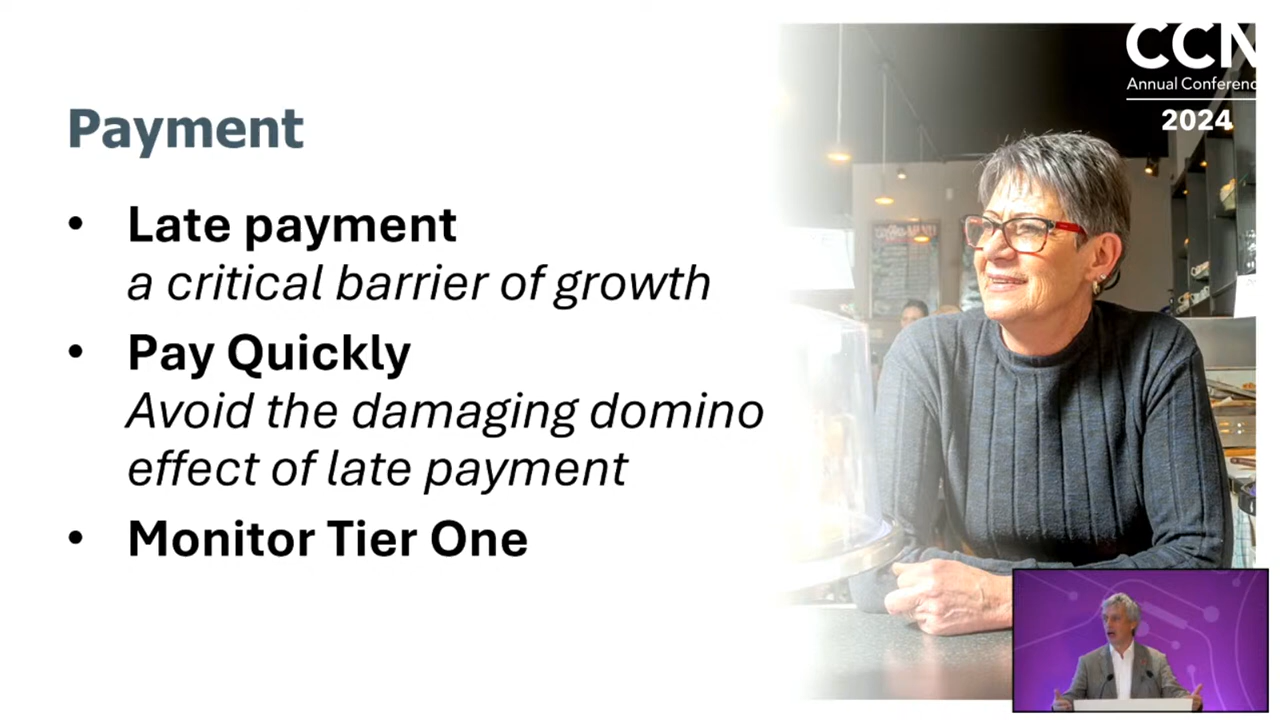 CCN
Annual Conferenc
2024
Payment
• Late payment
a critical barrier of growth
• Pay Quickly
Avoid the damaging domino
effect of late payment
• Monitor Tier One